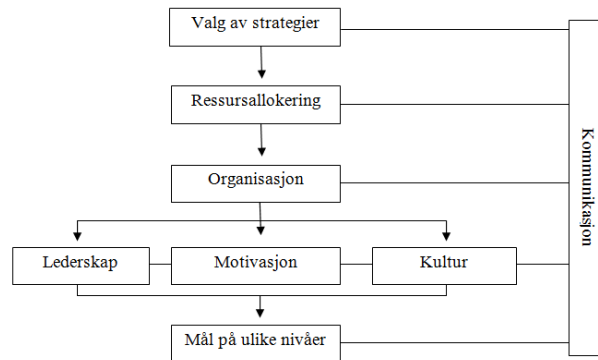 Valg av strategier
Ressursallokering
Organisasjon
Lederskap
Motivasjon
Kultur
Mål på ulike nivåer
Kommunikasjon